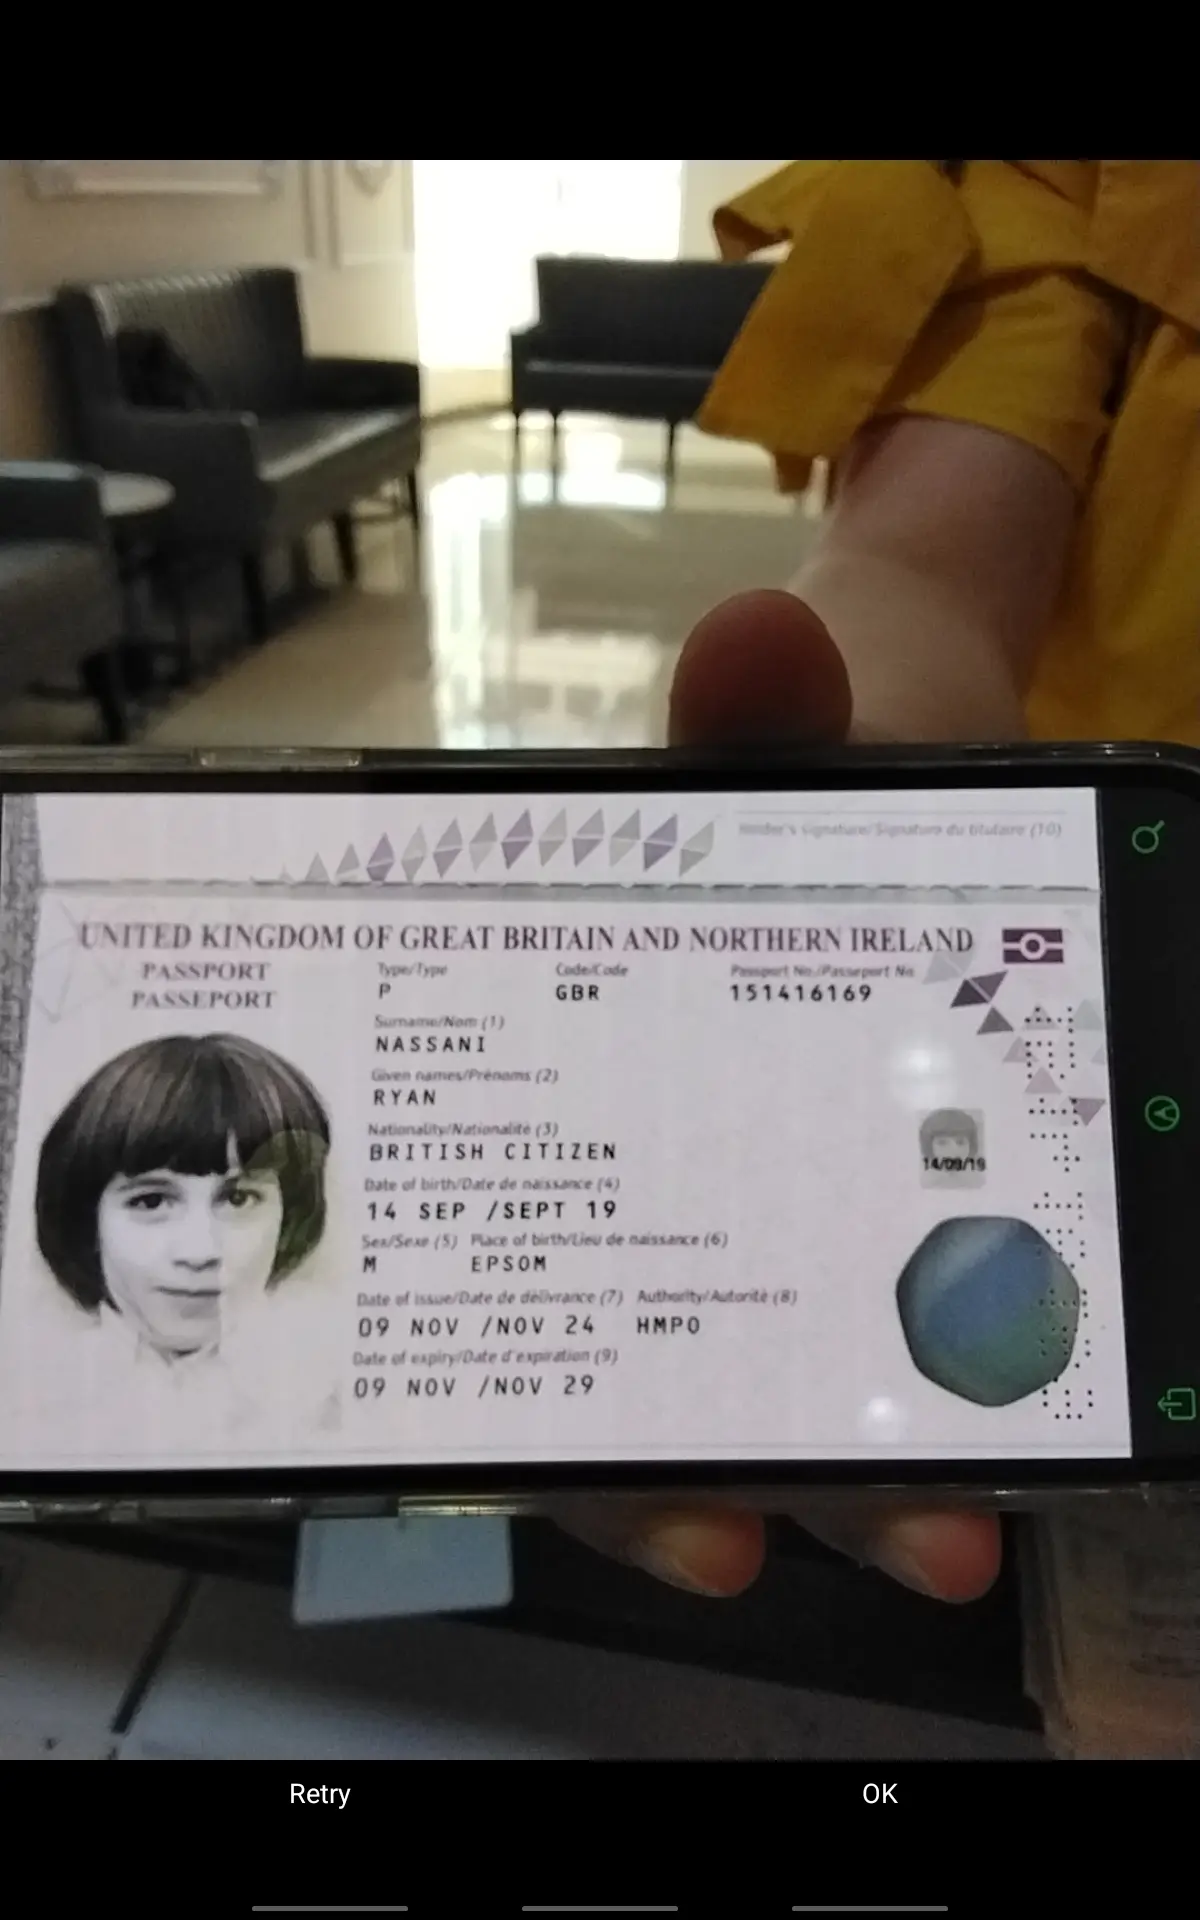 Holder's signature/Signature du titulaire (10)
UNITED KINGDOM OF GREAT BRITAIN AND NORTHERN IRELAND
PASSPORT
PASSEPORT
Type/Type
P
Code/Code
GBR
Passport No./Passeport No.
151416169
Surname/Nom (1)
NASSANI
Given names/Prénoms (2)
RYAN
Nationality/Nationalité (3)
BRITISH CITIZEN
Date of birth/Date de naissance (4)
14 SEP /SEPT 19
Sex/Sexe (5) Place of birth/Lieu de naissance (6)
M EPSOM
Date of issue/Date de délivrance (7) Authority/Autorité (8)
09 NOV /NOV 24 HMPO
Date of expiry/Date d'expiration (9)
09 NOV /NOV 29
14/09/19
Retry
OK